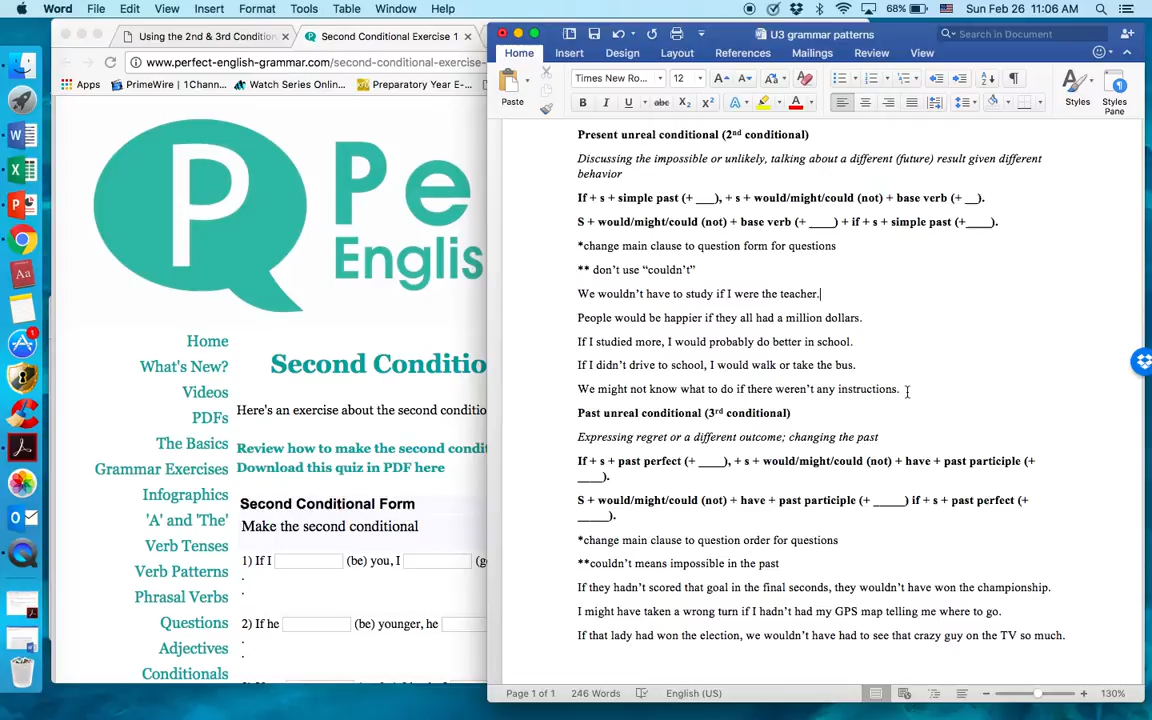 Word File Edit View Insert Format Tools Table Window Help 68% Sun Feb 26 11:06 AM
Using the 2nd & 3rd Condition
Second Conditional Exercise 1
www.perfect-english-grammar.com/second-conditional-exercise-
Apps PrimeWire | 1Chann... Watch Series Onlin... Preparatory Year E-...
P
Pe
Englis
Home
What's New?
Videos
PDFs
The Basics
Grammar Exercises
Infographics
'A' and 'The'
Verb Tenses
Verb Patterns
Phrasal Verbs
Questions
Adjectives
Conditionals
Second Conditio
Here's an exercise about the second conditio
Review how to make the second condit
Download this quiz in PDF here
Second Conditional Form
Make the second conditional
1) If I (be) you, I (g
.
.
2) If he (be) younger, he
.
.
U3 grammar patterns
Search in Document
Home Insert Design Layout References Mailings Review View
Paste
Times New Ro... 12
Styles
Styles Pane
Present unreal conditional (2nd conditional)
Discussing the impossible or unlikely, talking about a different (future) result given different
behavior
If + s + simple past (+ ___), + s + would/might/could (not) + base verb (+ __).
S + would/might/could (not) + base verb (+ ____) + if + s + simple past (+____).
*change main clause to question form for questions
** don’t use “couldn’t”
We wouldn’t have to study if I were the teacher.
People would be happier if they all had a million dollars.
If I studied more, I would probably do better in school.
If I didn’t drive to school, I would walk or take the bus.
We might not know what to do if there weren’t any instructions.
Past unreal conditional (3rd conditional)
Expressing regret or a different outcome; changing the past
If + s + past perfect (+ ____), + s + would/might/could (not) + have + past participle (+
____).
S + would/might/could (not) + have + past participle (+ _____) if + s + past perfect (+
_____).
*change main clause to question order for questions
**couldn’t means impossible in the past
If they hadn’t scored that goal in the final seconds, they wouldn’t have won the championship.
I might have taken a wrong turn if I hadn’t had my GPS map telling me where to go.
If that lady had won the election, we wouldn’t have had to see that crazy guy on the TV so much.
Page 1 of 1 246 Words English (US) 130%